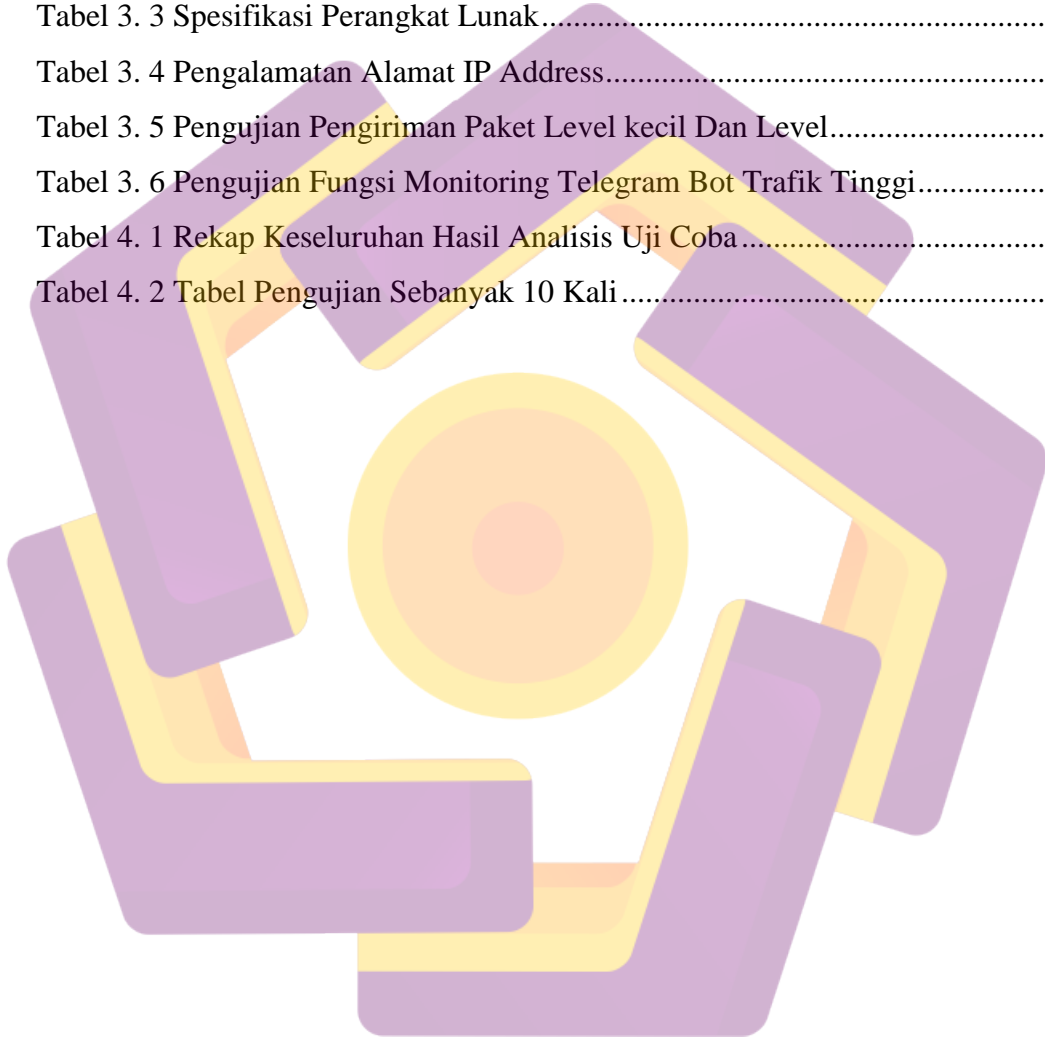 Tabel 3. 3 Spesifikasi Perangkat Lunak..........................................................................
Tabel 3. 4 Pengalamatan Alamat IP Address................................................................
Tabel 3. 5 Pengujian Pengiriman Paket Level kecil Dan Level...............................
Tabel 3. 6 Pengujian Fungsi Monitoring Telegram Bot Trafik Tinggi..................
Tabel 4. 1 Rekap Keseluruhan Hasil Analisis Uji Coba..........................................
Tabel 4. 2 Tabel Pengujian Sebanyak 10 Kali..........................................................